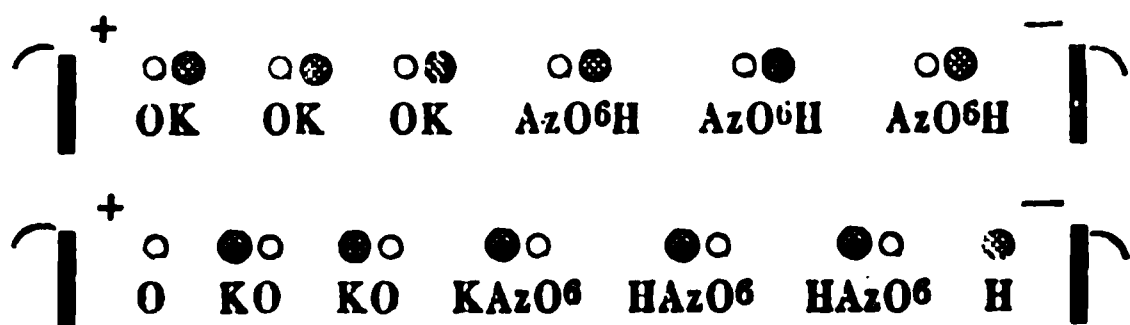 + −
OK OK OK AzO⁶H AzO⁶H AzO⁶H
+ −
O KO KO KAzO⁶ HAzO⁶ HAzO⁶ H